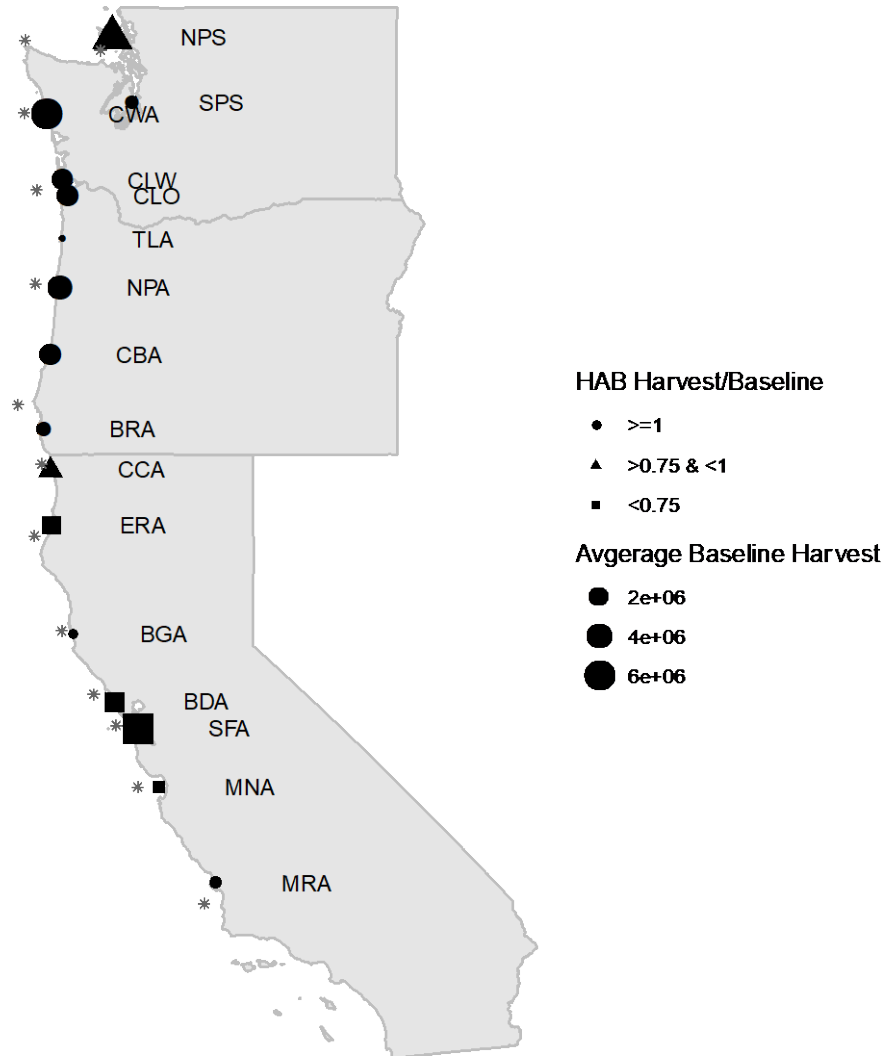 NPS
SPS
CWA
CLW
CLO
TLA
NPA
CBA
BRA
CCA
ERA
BGA
BDA
SFA
MNA
MRA
HAB Harvest/Baseline
>=1
>0.75 & <1
<0.75
Avgerage Baseline Harvest
2e+06
4e+06
6e+06